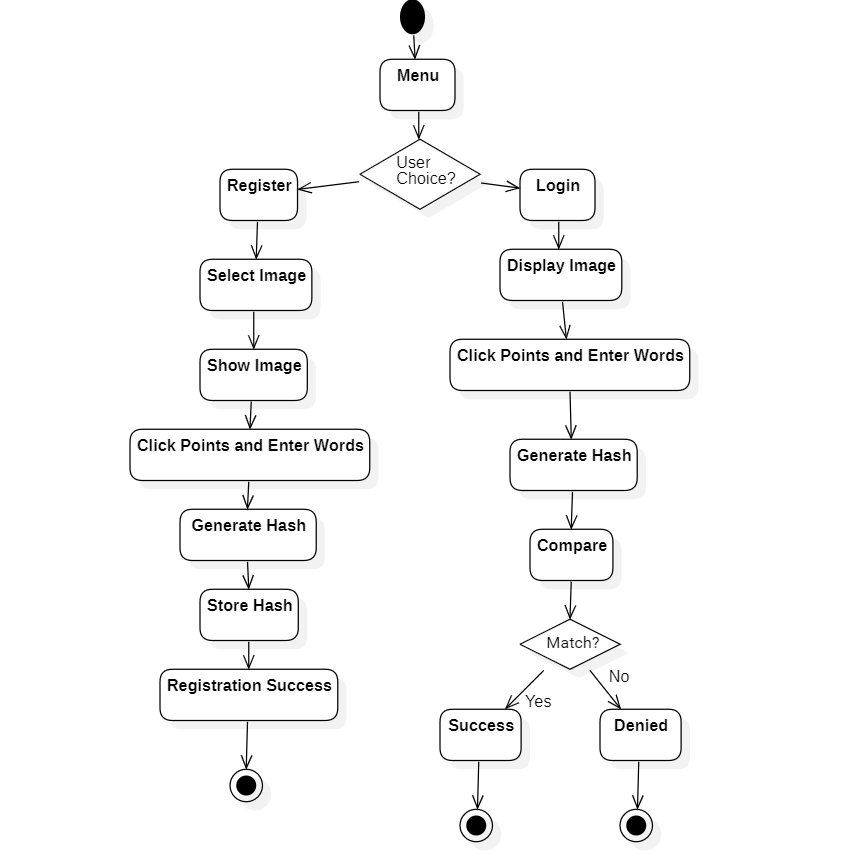 Menu
User
Choice?
Register
Login
Select Image
Display Image
Show Image
Click Points and Enter Words
Click Points and Enter Words
Generate Hash
Generate Hash
Store Hash
Compare
Registration Success
Match?
Yes
No
Success
Denied